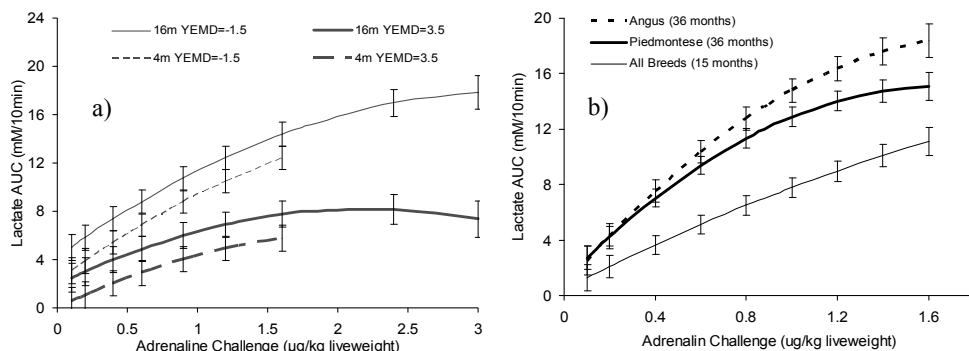 16m YEMD=-1.5
16m YEMD=3.5
4m YEMD=-1.5
4m YEMD=3.5
a)
Lactate AUC (mM/10min)
24
20
16
12
8
4
0
0
0.5
1
1.5
2
2.5
3
Adrenaline Challenge (ug/kg liveweight)
Angus (36 months)
Piedmontese (36 months)
All Breeds (15 months)
b)
Lactate AUC (mM/10min)
20
16
12
8
4
0
0
0.4
0.8
1.2
1.6
Adrenalin Challenge (ug/kg liveweight)